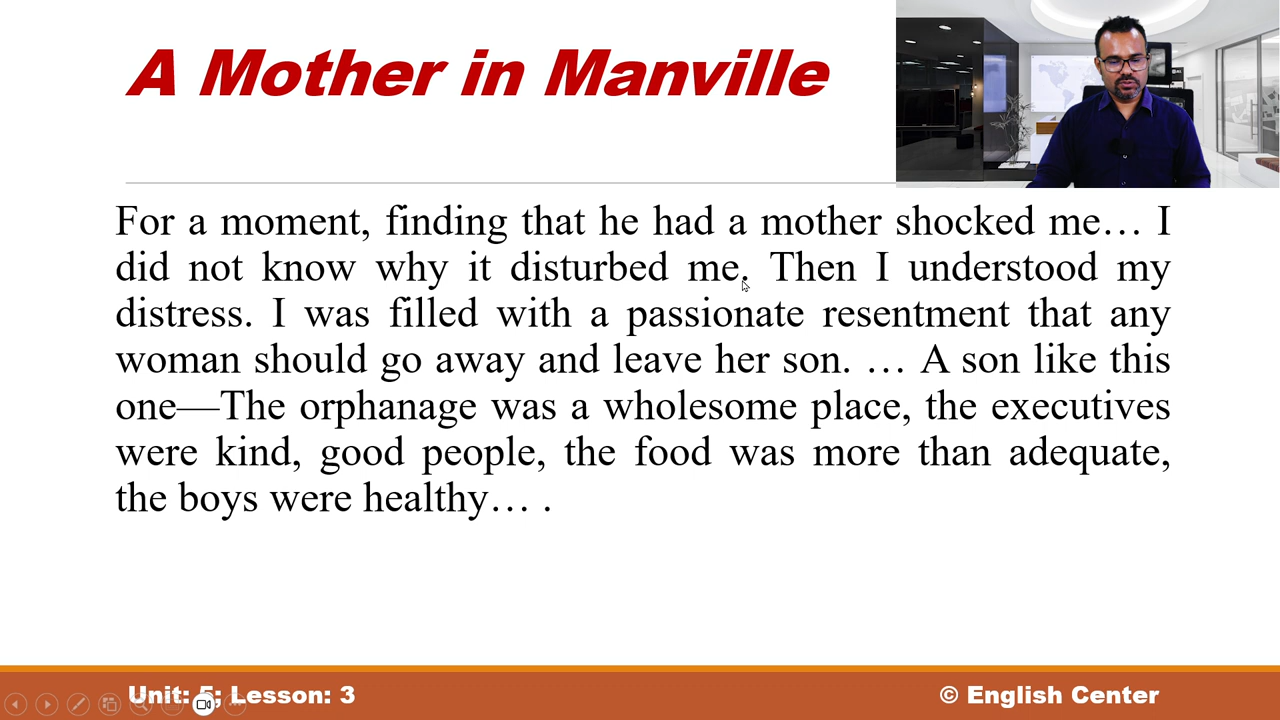 A Mother in Manville
For a moment, finding that he had a mother shocked me… I
did not know why it disturbed me. Then I understood my
distress. I was filled with a passionate resentment that any
woman should go away and leave her son. … A son like this
one—The orphanage was a wholesome place, the executives
were kind, good people, the food was more than adequate,
the boys were healthy… .
Unit: 5; Lesson: 3
© English Center